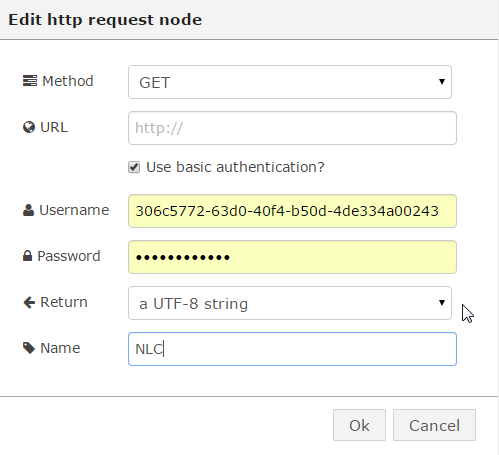 Edit http request node
Method GET
URL http://
Use basic authentication?
Username 306c5772-63d0-40f4-b50d-4de334a00243
Password ••••••••••••
Return a UTF-8 string
Name NLC
Ok Cancel